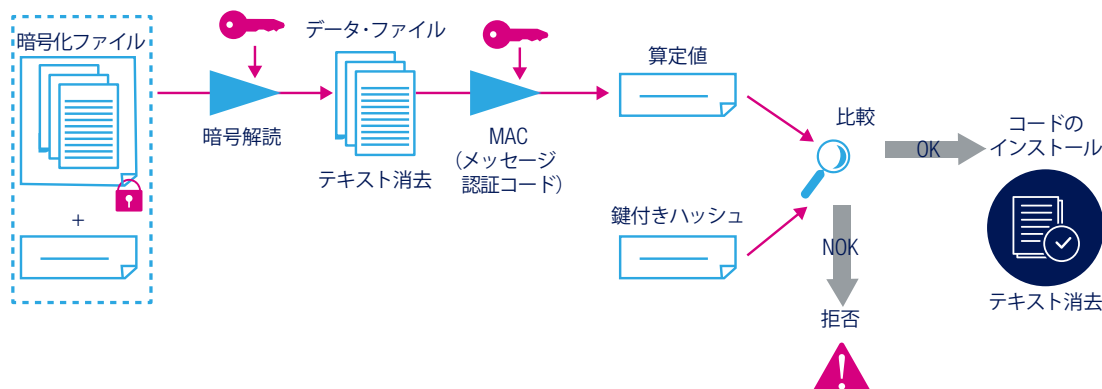 暗号化ファイル
+
暗号解読
データ・ファイル
テキスト消去
MAC
(メッセージ
認証コード)
算定値
鍵付きハッシュ
比較
OK
NOK
拒否
コードの
インストール
テキスト消去